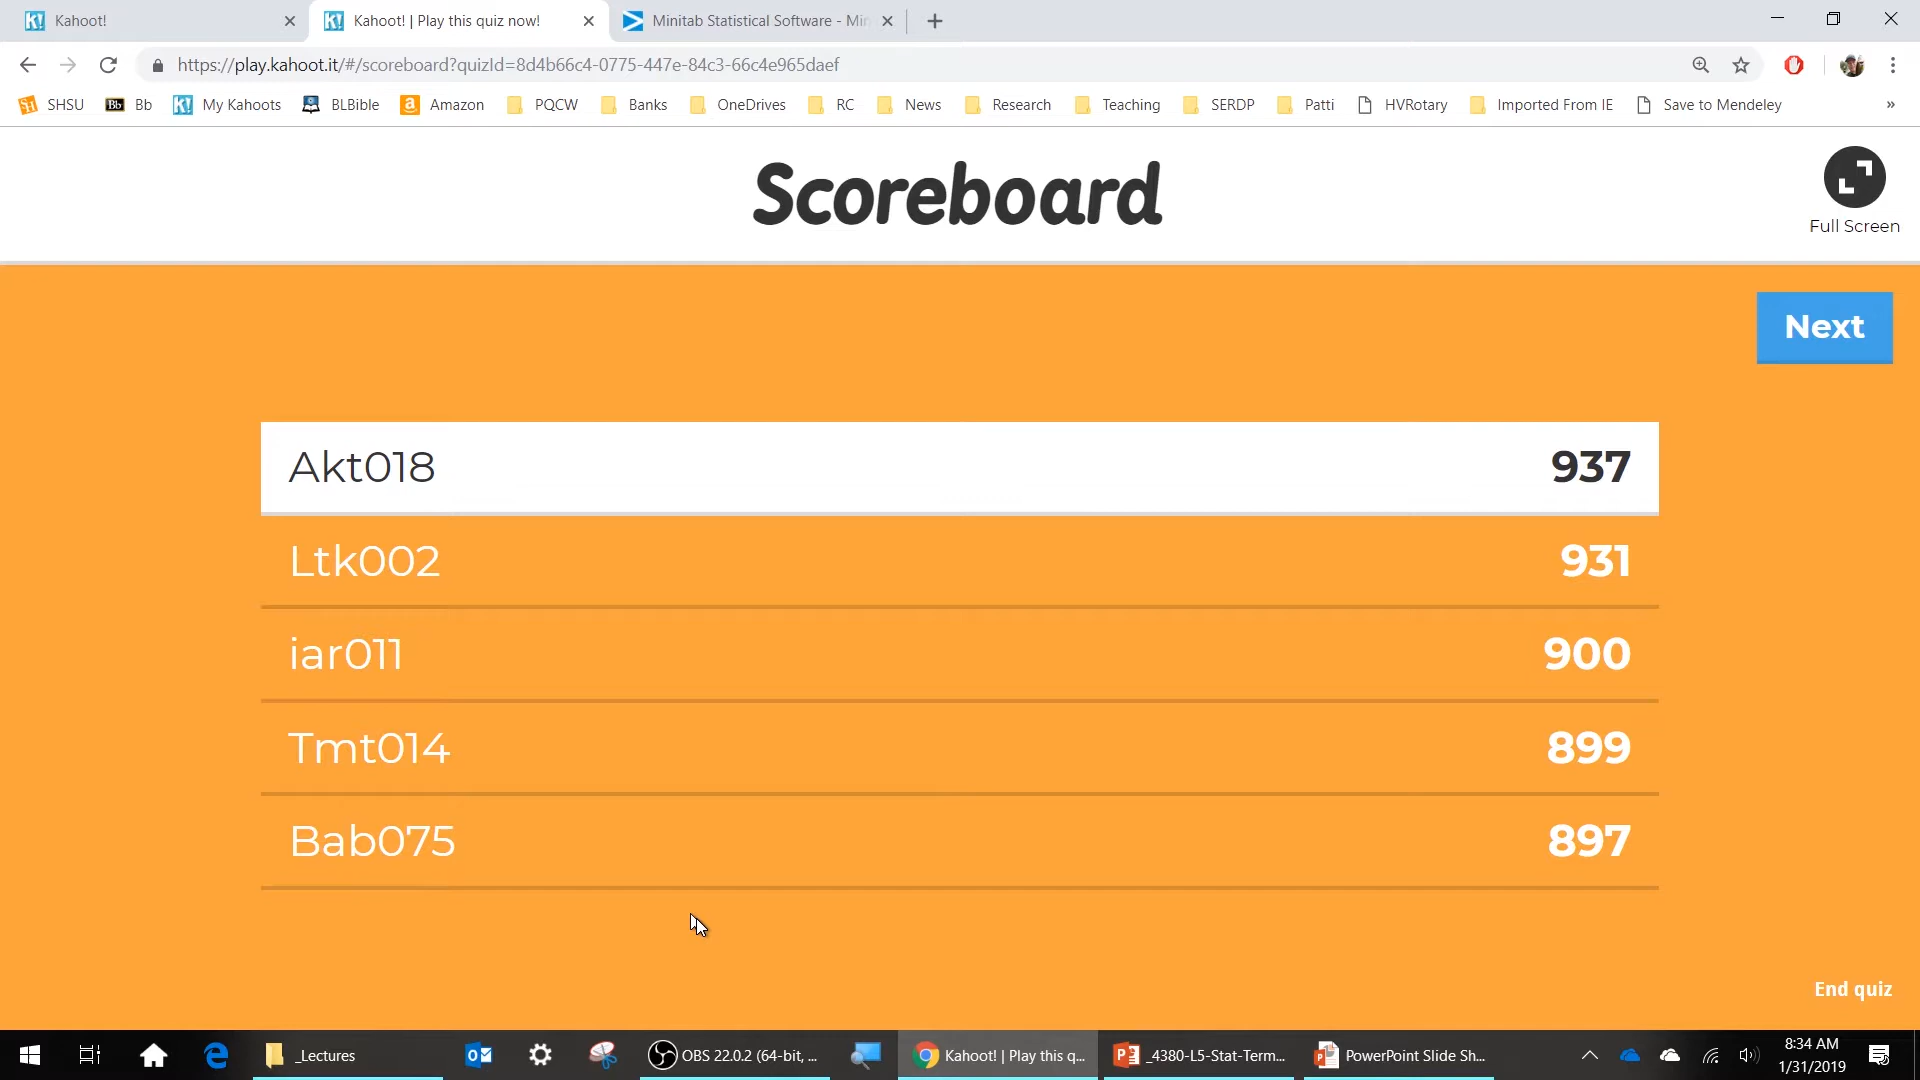 Kahoot!
Kahoot! | Play this quiz now!
Minitab Statistical Software - Min
https://play.kahoot.it/#/scoreboard?quizId=8d4b66c4-0775-447e-84c3-66c4e965daef
SHSU
Bb
My Kahoots
BLBible
Amazon
PQCW
Banks
OneDrives
RC
News
Research
Teaching
SERDP
Patti
HVRotary
Imported From IE
Save to Mendeley
»
Scoreboard
Full Screen
Next
Akt018 937
Ltk002 931
iar011 900
Tmt014 899
Bab075 897
End quiz
_Lectures
OBS 22.0.2 (64-bit, ...
Kahoot! | Play this q...
_4380-L5-Stat-Term...
PowerPoint Slide Sh...
8:34 AM
1/31/2019